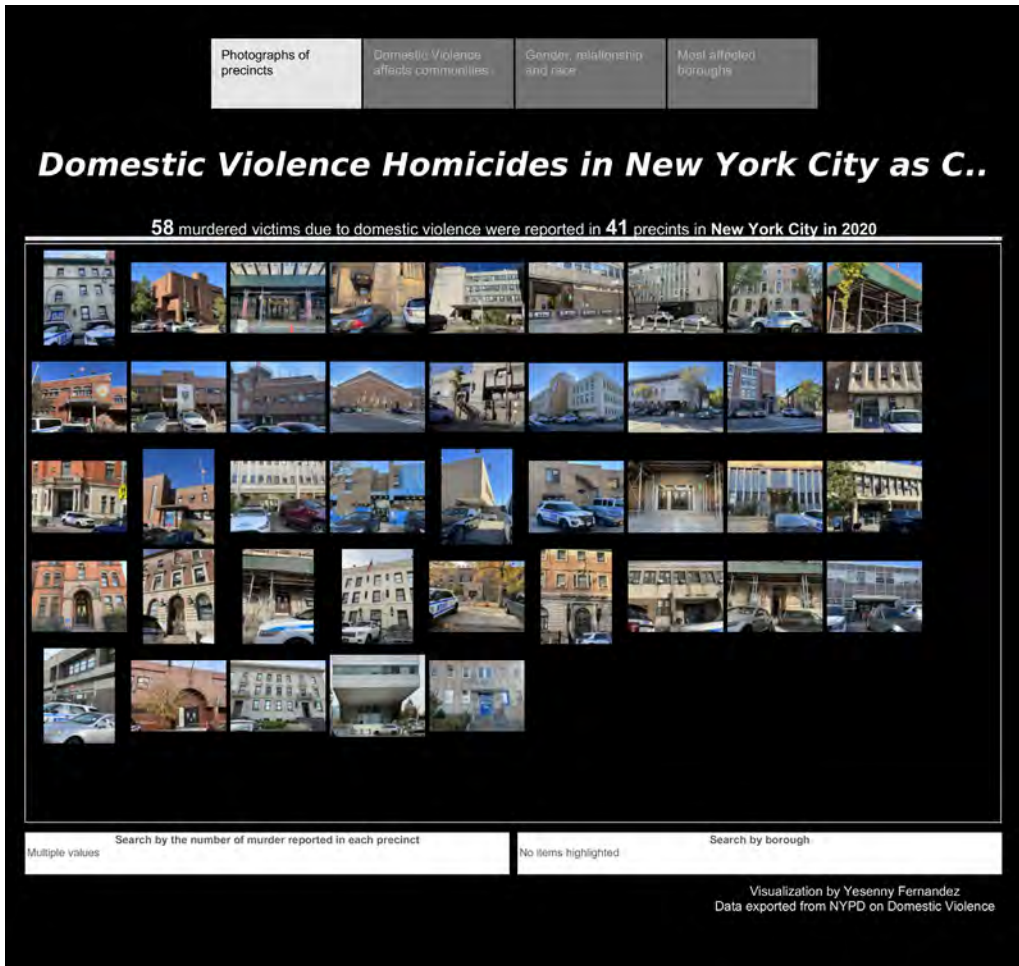 Photographs of
precincts
Domestic Violence
affects communities
Gender, relationship
and race
Most affected
boroughs
Domestic Violence Homicides in New York City as C..
58 murdered victims due to domestic violence were reported in 41 precints in New York City in 2020
Search by the number of murder reported in each precinct
Multiple values
Search by borough
No items highlighted
Visualization by Yesenny Fernandez
Data exported from NYPD on Domestic Violence